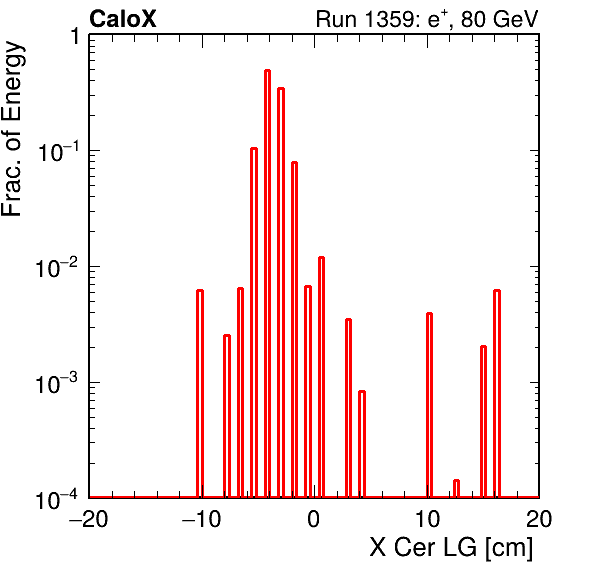 CaloX Run 1359: e⁺, 80 GeV
Frac. of Energy
1
10⁻¹
10⁻²
10⁻³
10⁻⁴
−20 −10 0 10 20
X Cer LG [cm]